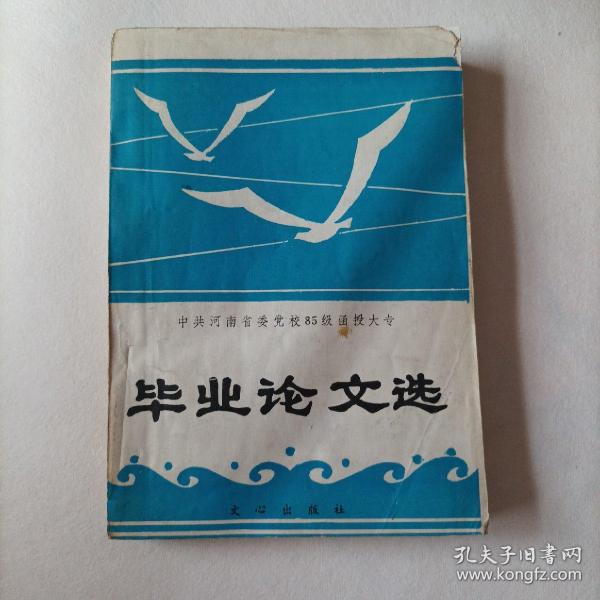 中共河南省委党校85级函授大专
毕业论文选
文心出版社
孔夫子旧书网
www.kongfz.com